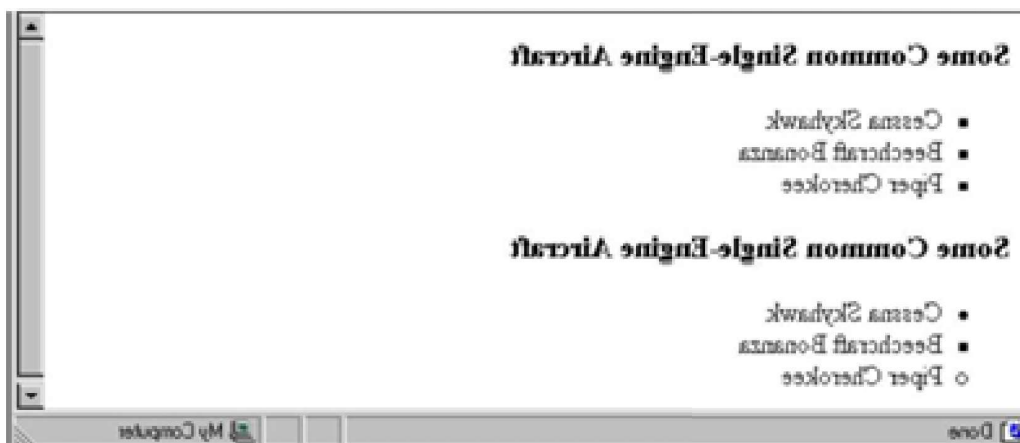 Some Common Single-Engine Aircraft
▪ Cessna Skyhawk
▪ Beechcraft Bonanza
▪ Piper Cherokee
Some Common Single-Engine Aircraft
• Cessna Skyhawk
▪ Beechcraft Bonanza
○ Piper Cherokee
Done
My Computer